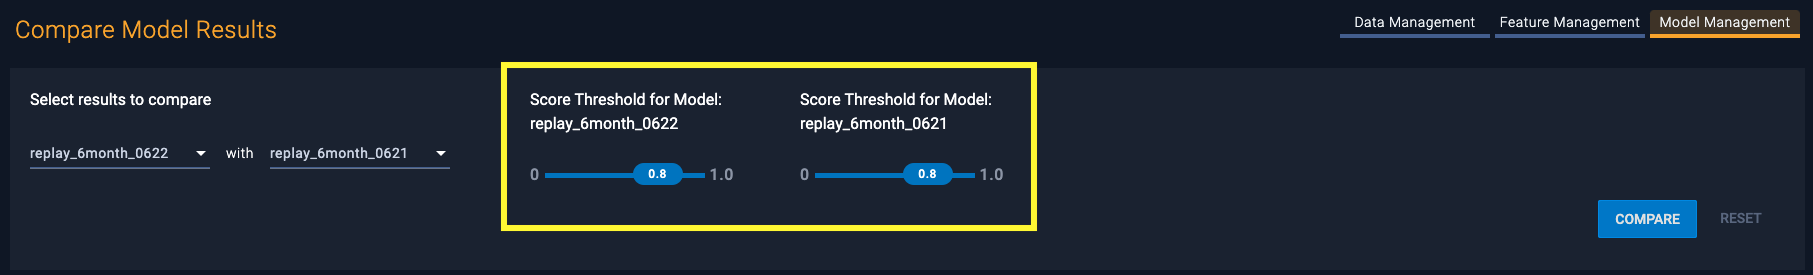 Compare Model Results
Data Management
Feature Management
Model Management
Select results to compare
replay_6month_0622 with replay_6month_0621
Score Threshold for Model:
replay_6month_0622
0 0.8 1.0
Score Threshold for Model:
replay_6month_0621
0 0.8 1.0
COMPARE
RESET